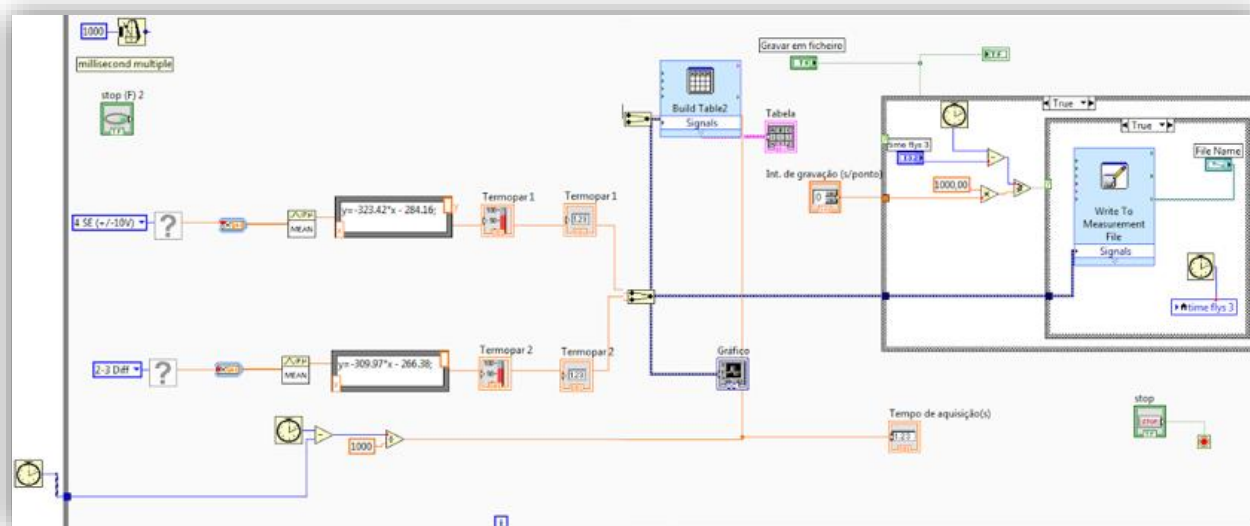 1000
millisecond multiple
stop (F) 2
TF
4 SE (+/-10V)
?
MEAN
y=-323.42*x - 284.16;
x
y
Termopar 1
Termopar 1
2-3 Diff
?
MEAN
y=-309.97*x - 266.38;
x
Termopar 2
Termopar 2
1000
Build Table2
Signals
Tabela
Gráfico
Tempo de aquisição(s)
Gravar em ficheiro
TF
TF
Int. de gravação (s/ponto)
True
time flys 3
1000,00
True
Write To
Measurement
File
Signals
File Name
time flys 3
stop
STOP
TF
i